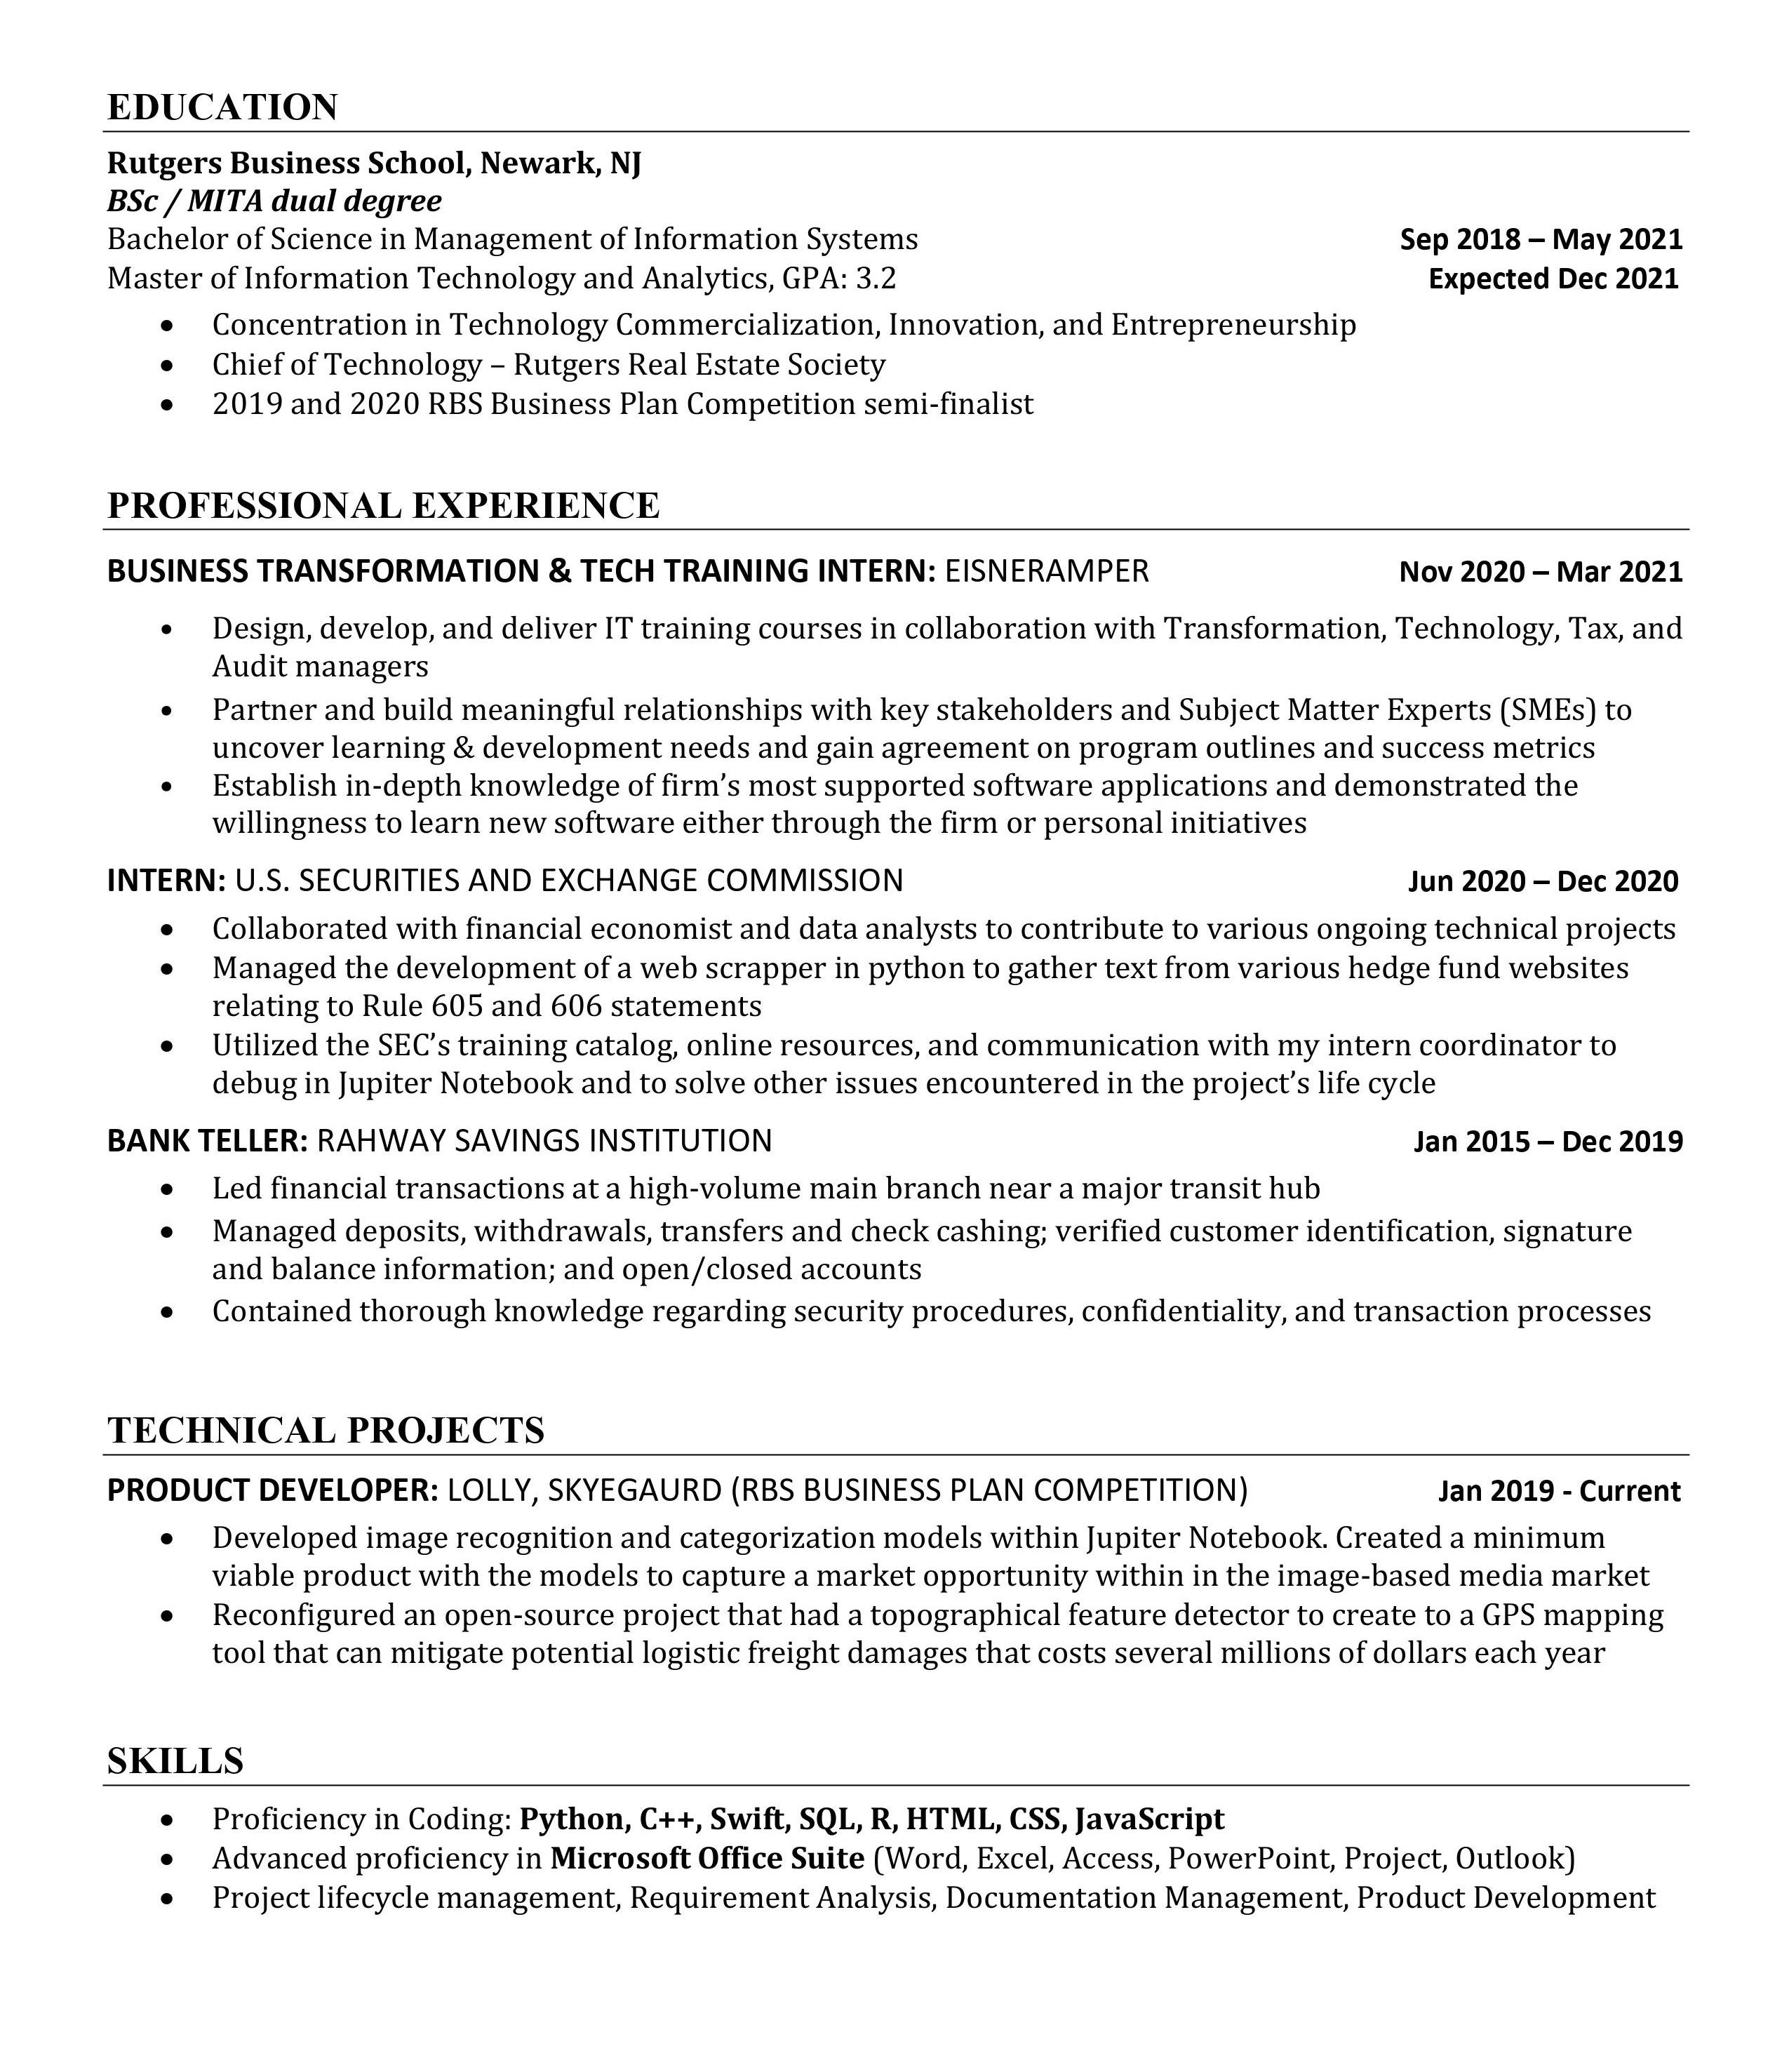 EDUCATION
Rutgers Business School, Newark, NJ
BSc / MITA dual degree
Bachelor of Science in Management of Information Systems Sep 2018 – May 2021
Master of Information Technology and Analytics, GPA: 3.2 Expected Dec 2021
• Concentration in Technology Commercialization, Innovation, and Entrepreneurship
• Chief of Technology – Rutgers Real Estate Society
• 2019 and 2020 RBS Business Plan Competition semi-finalist
PROFESSIONAL EXPERIENCE
BUSINESS TRANSFORMATION & TECH TRAINING INTERN: EISNERAMPER Nov 2020 – Mar 2021
• Design, develop, and deliver IT training courses in collaboration with Transformation, Technology, Tax, and
Audit managers
• Partner and build meaningful relationships with key stakeholders and Subject Matter Experts (SMEs) to
uncover learning & development needs and gain agreement on program outlines and success metrics
• Establish in-depth knowledge of firm’s most supported software applications and demonstrated the
willingness to learn new software either through the firm or personal initiatives
INTERN: U.S. SECURITIES AND EXCHANGE COMMISSION Jun 2020 – Dec 2020
• Collaborated with financial economist and data analysts to contribute to various ongoing technical projects
• Managed the development of a web scrapper in python to gather text from various hedge fund websites
relating to Rule 605 and 606 statements
• Utilized the SEC’s training catalog, online resources, and communication with my intern coordinator to
debug in Jupiter Notebook and to solve other issues encountered in the project’s life cycle
BANK TELLER: RAHWAY SAVINGS INSTITUTION Jan 2015 – Dec 2019
• Led financial transactions at a high-volume main branch near a major transit hub
• Managed deposits, withdrawals, transfers and check cashing; verified customer identification, signature
and balance information; and open/closed accounts
• Contained thorough knowledge regarding security procedures, confidentiality, and transaction processes
TECHNICAL PROJECTS
PRODUCT DEVELOPER: LOLLY, SKYEGAURD (RBS BUSINESS PLAN COMPETITION) Jan 2019 - Current
• Developed image recognition and categorization models within Jupiter Notebook. Created a minimum
viable product with the models to capture a market opportunity within in the image-based media market
• Reconfigured an open-source project that had a topographical feature detector to create to a GPS mapping
tool that can mitigate potential logistic freight damages that costs several millions of dollars each year
SKILLS
• Proficiency in Coding: Python, C++, Swift, SQL, R, HTML, CSS, JavaScript
• Advanced proficiency in Microsoft Office Suite (Word, Excel, Access, PowerPoint, Project, Outlook)
• Project lifecycle management, Requirement Analysis, Documentation Management, Product Development